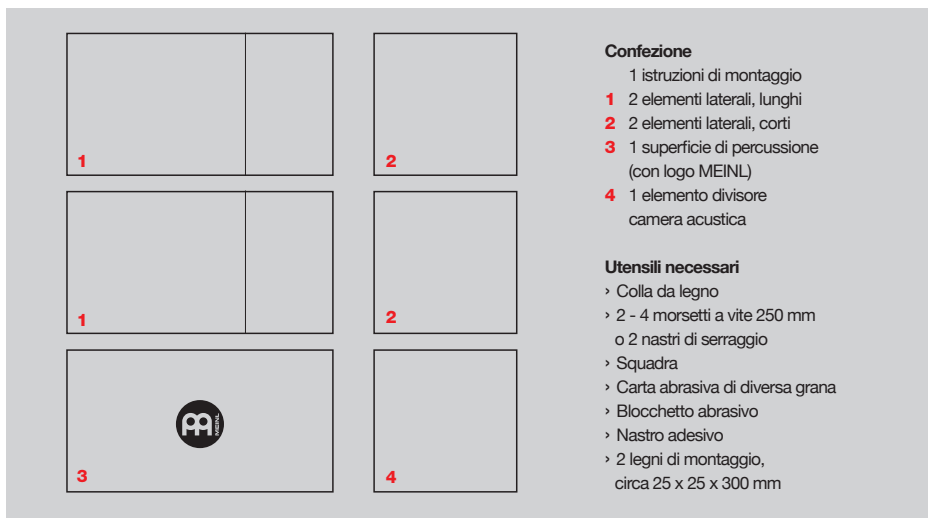 1
2
1
2
MEINL
3
4
Confezione
1 istruzioni di montaggio
1 2 elementi laterali, lunghi
2 2 elementi laterali, corti
3 1 superficie di percussione
(con logo MEINL)
4 1 elemento divisore
camera acustica
Utensili necessari
› Colla da legno
› 2 - 4 morsetti a vite 250 mm
o 2 nastri di serraggio
› Squadra
› Carta abrasiva di diversa grana
› Blocchetto abrasivo
› Nastro adesivo
› 2 legni di montaggio,
circa 25 x 25 x 300 mm